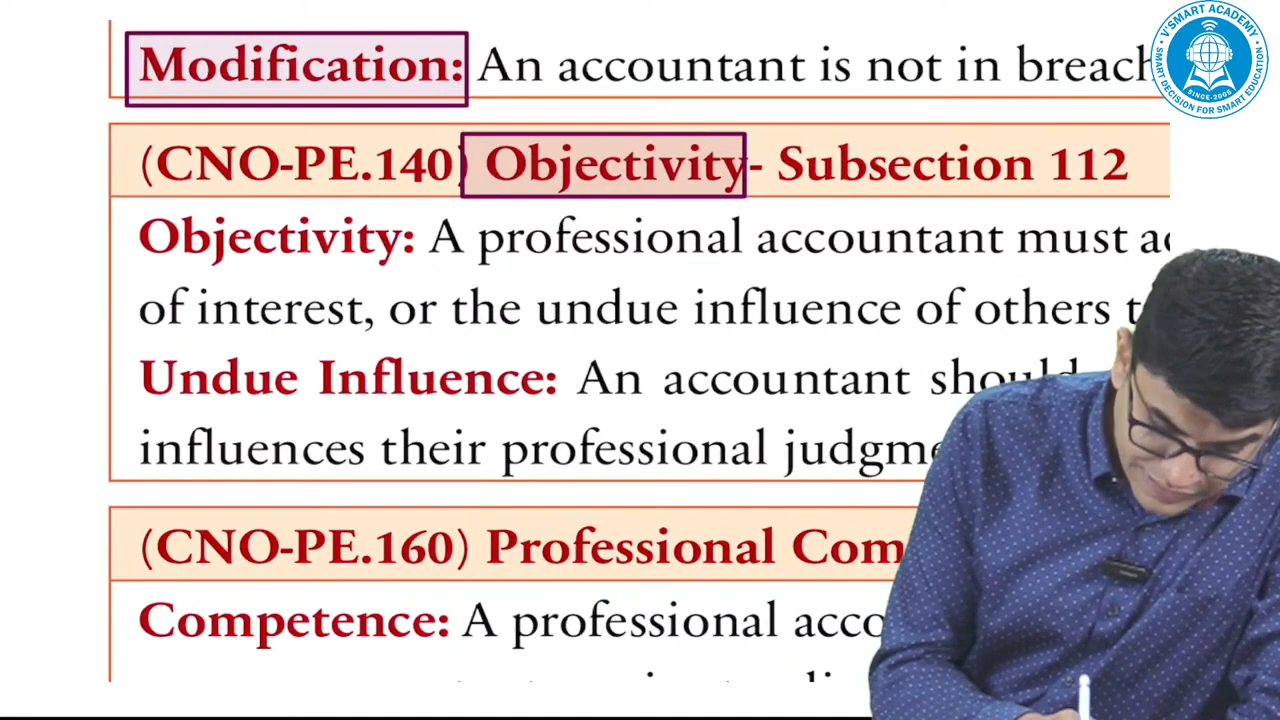 Modification: An accountant is not in breach
(CNO-PE.140) Objectivity- Subsection 112
Objectivity: A professional accountant must
of interest, or the undue influence of others
Undue Influence: An accountant should
influences their professional
(CNO-PE.160) Professional
Competence: A professional
V'SMART ACADEMY
SINCE-2005
SMART DECISION FOR SMART EDUCATION